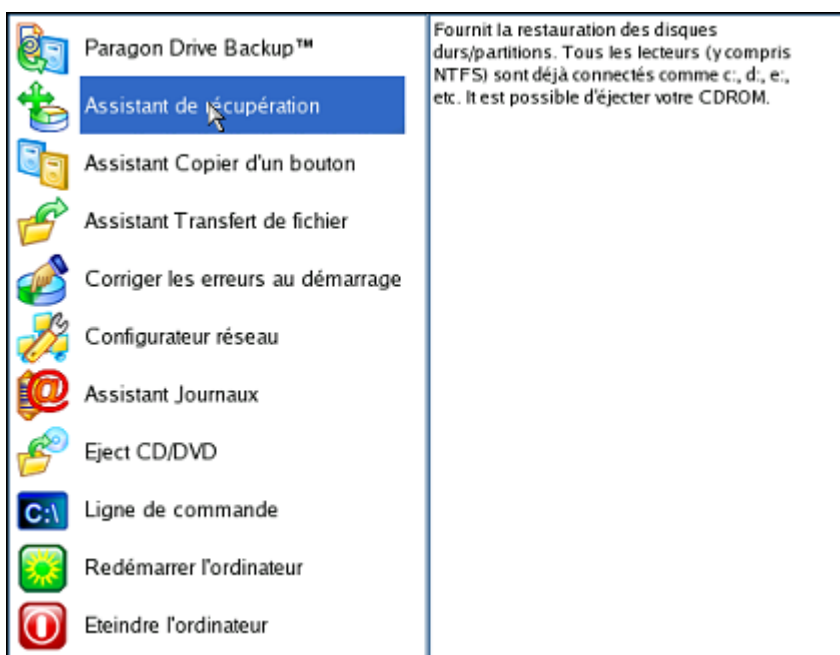 Paragon Drive Backup™
Assistant de récupération
Assistant Copier d'un bouton
Assistant Transfert de fichier
Corriger les erreurs au démarrage
Configurateur réseau
Assistant Journaux
Eject CD/DVD
C:\
Ligne de commande
Redémarrer l'ordinateur
Eteindre l'ordinateur
Fournit la restauration des disques
durs/partitions. Tous les lecteurs (y compris
NTFS) sont déjà connectés comme c:, d:, e:,
etc. It est possible d'éjecter votre CDROM.